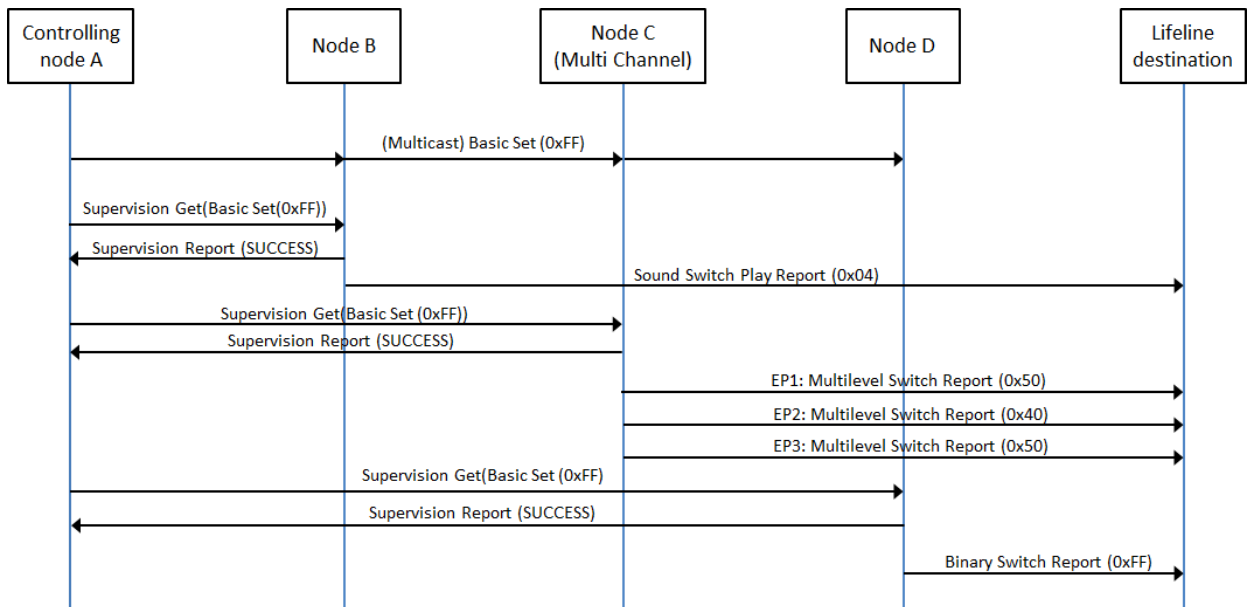 Controlling
node A
Node B
Node C
(Multi Channel)
Node D
Lifeline
destination
(Multicast) Basic Set (0xFF)
Supervision Get(Basic Set(0xFF))
Supervision Report (SUCCESS)
Sound Switch Play Report (0x04)
Supervision Get(Basic Set (0xFF))
Supervision Report (SUCCESS)
EP1: Multilevel Switch Report (0x50)
EP2: Multilevel Switch Report (0x40)
EP3: Multilevel Switch Report (0x50)
Supervision Get(Basic Set (0xFF)
Supervision Report (SUCCESS)
Binary Switch Report (0xFF)